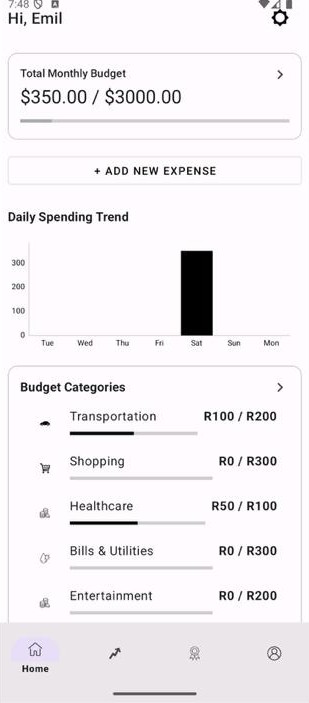 7:48
Hi, Emil
Total Monthly Budget
$350.00 / $3000.00
+ ADD NEW EXPENSE
Daily Spending Trend
300
200
100
0
Tue Wed Thu Fri Sat Sun Mon
Budget Categories
Transportation R100 / R200
Shopping R0 / R300
Healthcare R50 / R100
Bills & Utilities R0 / R300
Entertainment R0 / R200
Home